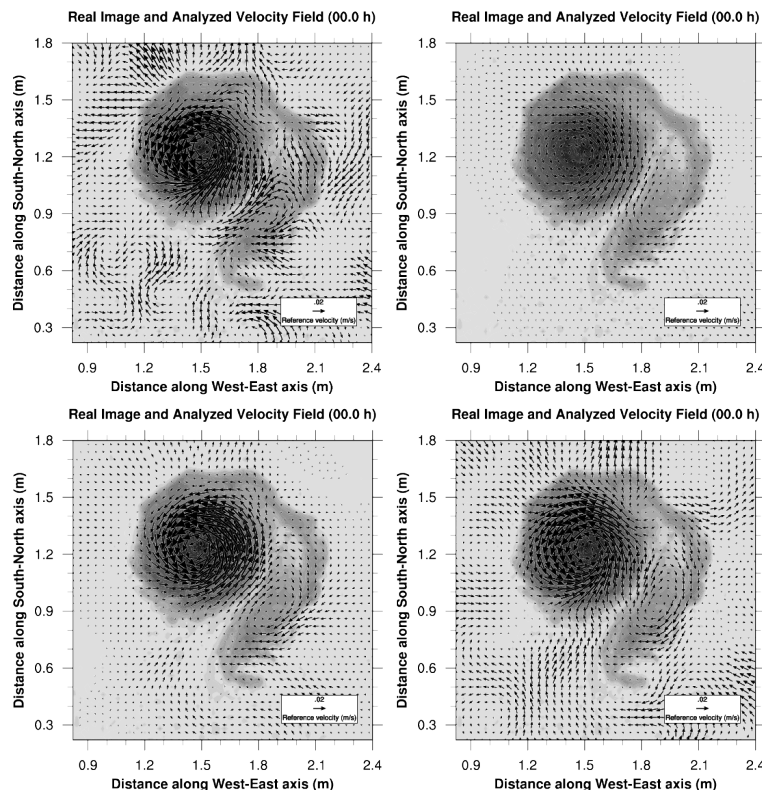 Real Image and Analyzed Velocity Field (00.0 h)
Distance along South-North axis (m)
1.8
1.5
1.2
0.9
0.6
0.3
.02
Reference velocity (m/s)
0.9 1.2 1.5 1.8 2.1 2.4
Distance along West-East axis (m)
Real Image and Analyzed Velocity Field (00.0 h)
Distance along South-North axis (m)
1.8
1.5
1.2
0.9
0.6
0.3
.02
Reference velocity (m/s)
0.9 1.2 1.5 1.8 2.1 2.4
Distance along West-East axis (m)
Real Image and Analyzed Velocity Field (00.0 h)
Distance along South-North axis (m)
1.8
1.5
1.2
0.9
0.6
0.3
.02
Reference velocity (m/s)
0.9 1.2 1.5 1.8 2.1 2.4
Distance along West-East axis (m)
Real Image and Analyzed Velocity Field (00.0 h)
Distance along South-North axis (m)
1.8
1.5
1.2
0.9
0.6
0.3
.02
Reference velocity (m/s)
0.9 1.2 1.5 1.8 2.1 2.4
Distance along West-East axis (m)